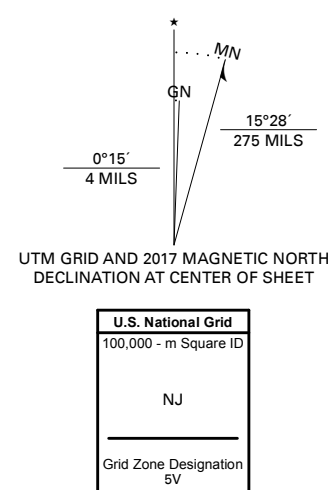 ★
MN
GN
15°28´
275 MILS
0°15´
4 MILS
UTM GRID AND 2017 MAGNETIC NORTH
DECLINATION AT CENTER OF SHEET
U.S. National Grid
100,000 - m Square ID
NJ
Grid Zone Designation
5V